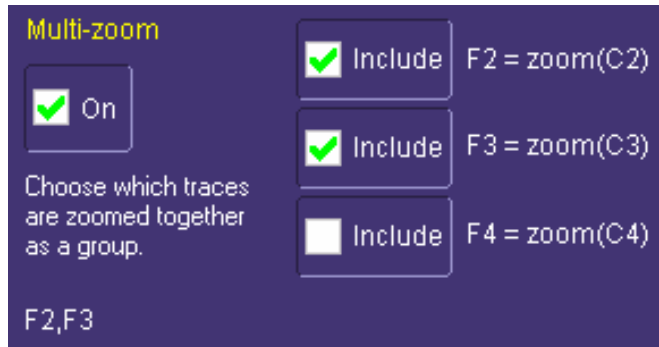 Multi-zoom
On
Choose which traces
are zoomed together
as a group.
F2,F3
Include F2 = zoom(C2)
Include F3 = zoom(C3)
Include F4 = zoom(C4)